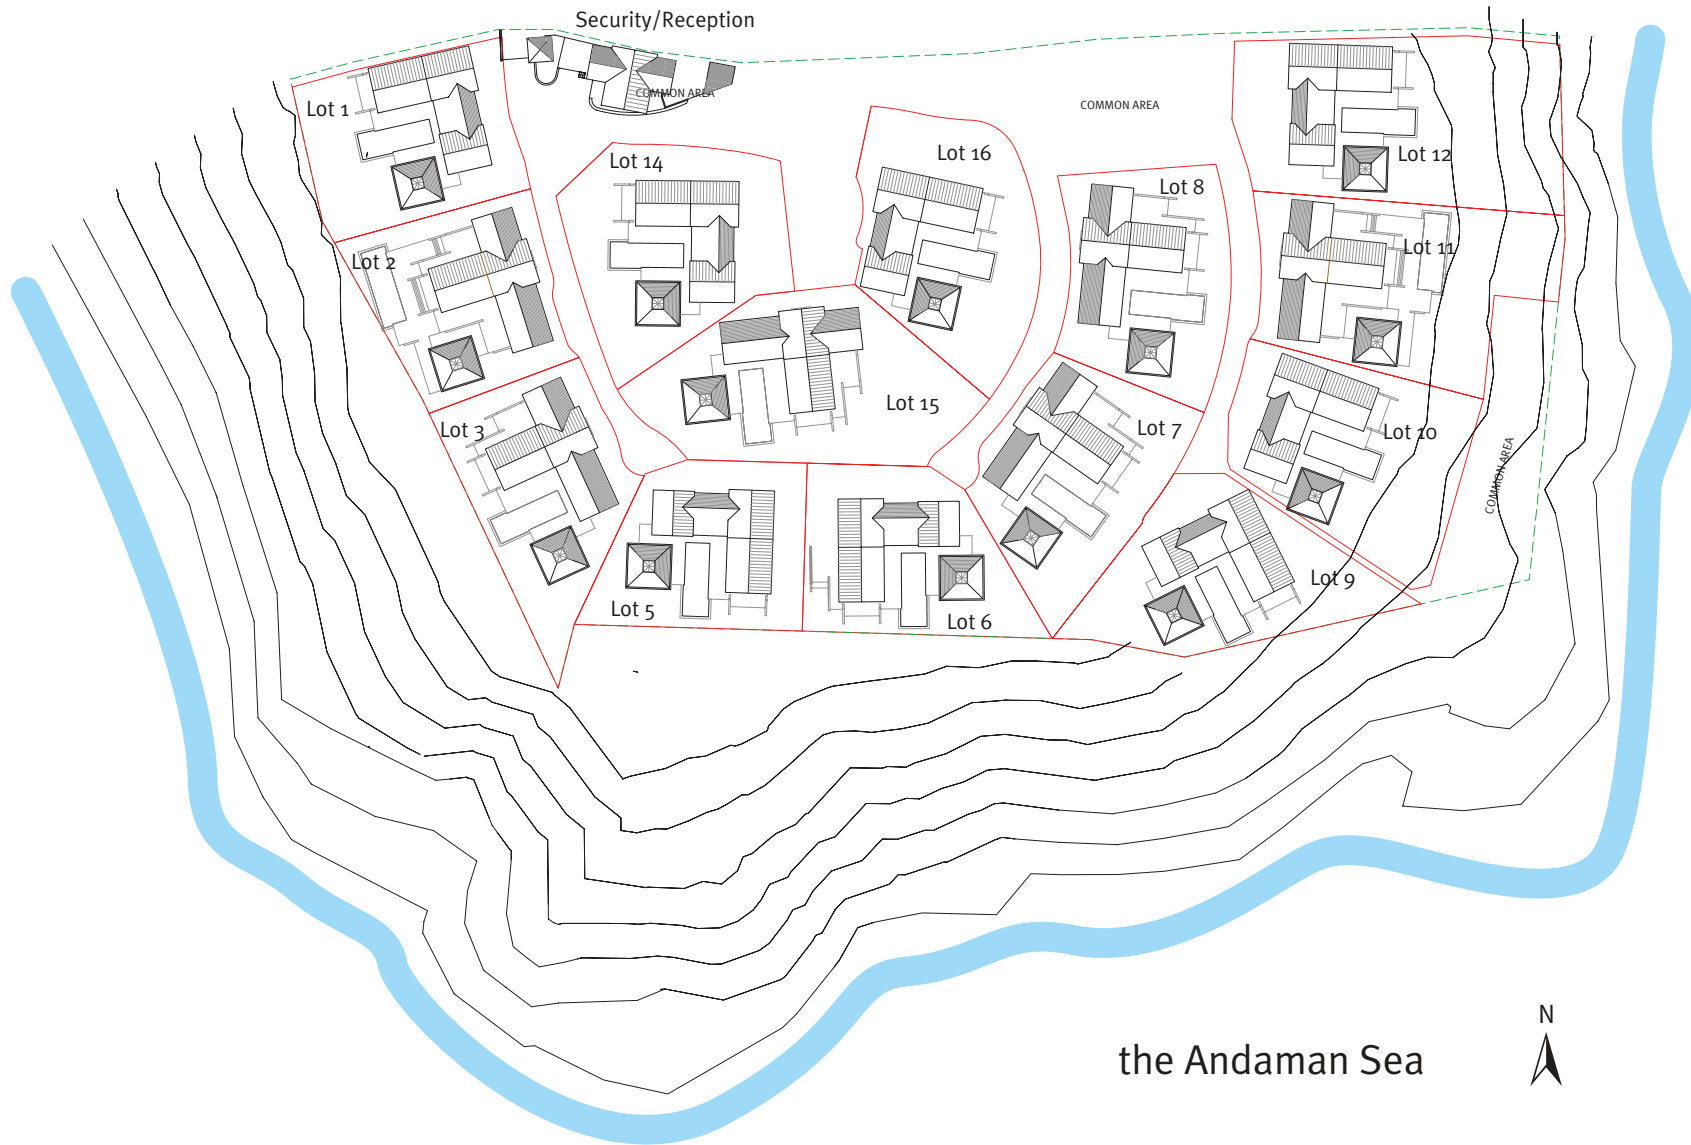 Security/Reception
COMMON AREA
COMMON AREA
Lot 1
Lot 14
Lot 16
Lot 8
Lot 12
Lot 2
Lot 11
Lot 3
Lot 15
Lot 7
Lot 10
COMMON AREA
Lot 5
Lot 6
Lot 9
N
the Andaman Sea